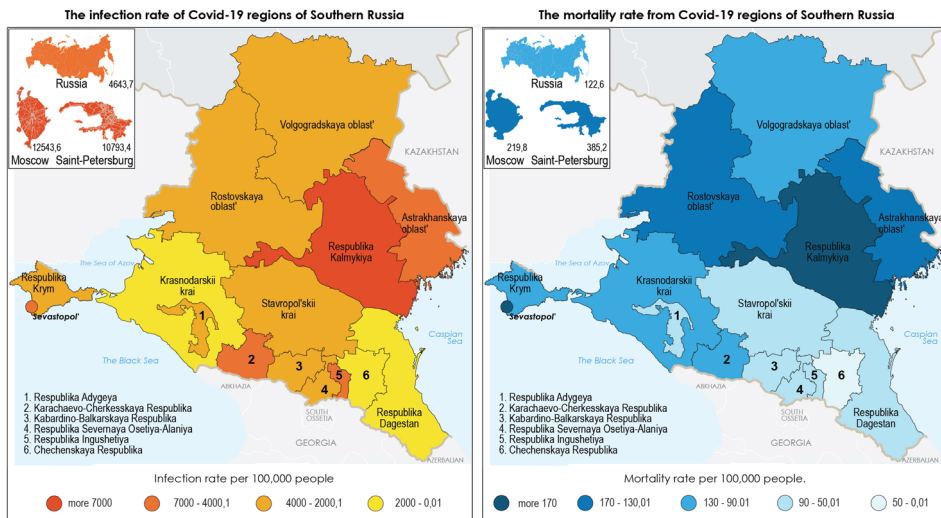 The infection rate of Covid-19 regions of Southern Russia
Russia
4643,7
12543,6
10793,4
Moscow
Saint-Petersburg
Volgogradskaya oblast'
KAZAKHSTAN
Rostovskaya
oblast'
Astrakhanskaya
oblast'
Respublika
Kalmykiya
The Sea of Azov
Respublika
Krym
Krasnodarskii
krai
Stavropol'skii
krai
Sevastopol'
1
Caspian
Sea
The Black Sea
2
3
4
5
6
ABKHAZIA
SOUTH
OSSETIA
Respublika
Dagestan
GEORGIA
AZERBAIJAN
1. Respublika Adygeya
2. Karachaevo-Cherkesskaya Respublika
3. Kabardino-Balkarskaya Respublika
4. Respublika Severnaya Osetiya-Alaniya
5. Respublika Ingushetiya
6. Chechenskaya Respublika
Infection rate per 100,000 people
more 7000
7000 - 4000,1
4000 - 2000,1
2000 - 0,01
The mortality rate from Covid-19 regions of Southern Russia
Russia
122,6
219,8
385,2
Moscow
Saint-Petersburg
Volgogradskaya oblast'
KAZAKHSTAN
Rostovskaya
oblast'
Astrakhanskaya
oblast'
Respublika
Kalmykiya
The Sea of Azov
Respublika
Krym
Krasnodarskii
krai
Stavropol'skii
krai
Sevastopol'
1
Caspian
Sea
The Black Sea
2
3
4
5
6
ABKHAZIA
SOUTH
OSSETIA
Respublika
Dagestan
GEORGIA
AZERBAIJAN
1. Respublika Adygeya
2. Karachaevo-Cherkesskaya Respublika
3. Kabardino-Balkarskaya Respublika
4. Respublika Severnaya Osetiya-Alaniya
5. Respublika Ingushetiya
6. Chechenskaya Respublika
Mortality rate per 100,000 people.
more 170
170 - 130,01
130 - 90.01
90 - 50,01
50 - 0,01